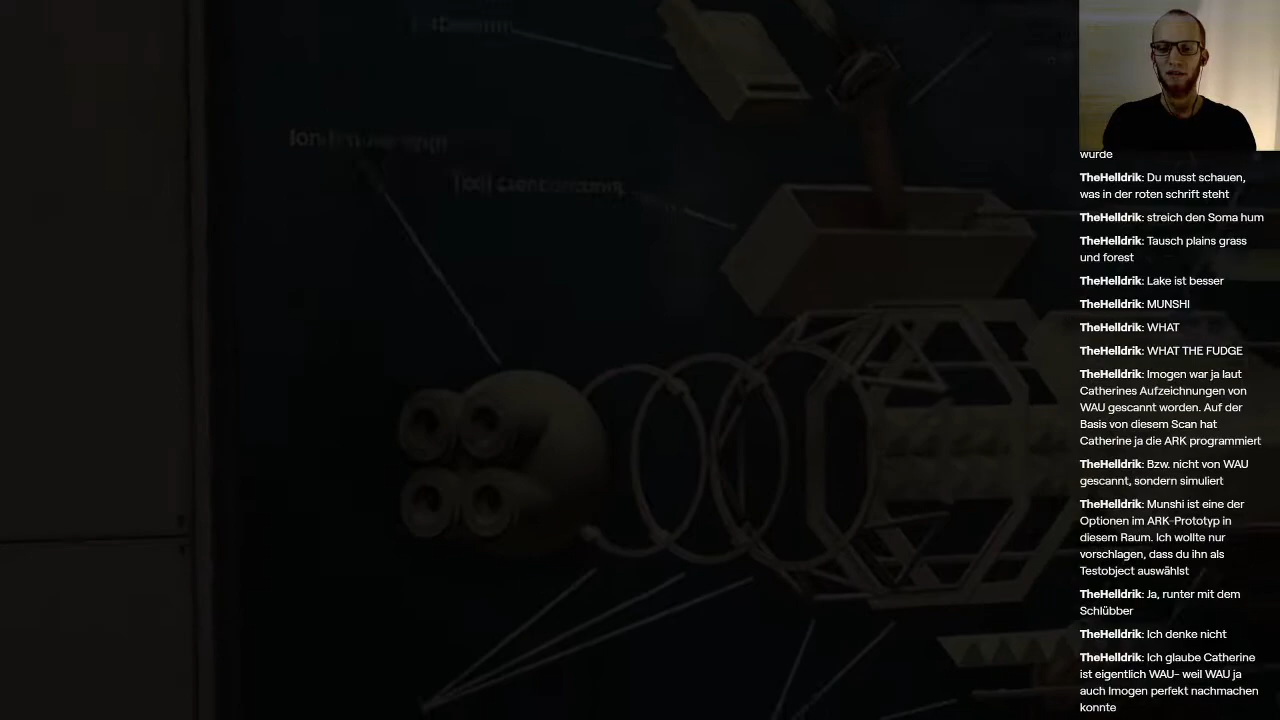 wurde
TheHelldrik: Du musst schauen,
was in der roten schrift steht
TheHelldrik: streich den Soma hum
TheHelldrik: Tausch plains grass
und forest
TheHelldrik: Lake ist besser
TheHelldrik: MUNSHI
TheHelldrik: WHAT
TheHelldrik: WHAT THE FUDGE
TheHelldrik: Imogen war ja laut
Catherines Aufzeichnungen von
WAU gescannt worden. Auf der
Basis von diesem Scan hat
Catherine ja die ARK programmiert
TheHelldrik: Bzw. nicht von WAU
gescannt, sondern simuliert
TheHelldrik: Munshi ist eine der
Optionen im ARK-Prototyp in
diesem Raum. Ich wollte nur
vorschlagen, dass du ihn als
Testobject auswählst
TheHelldrik: Ja, runter mit dem
Schlübber
TheHelldrik: Ich denke nicht
TheHelldrik: Ich glaube Catherine
ist eigentlich WAU- weil WAU ja
auch Imogen perfekt nachmachen
konnte